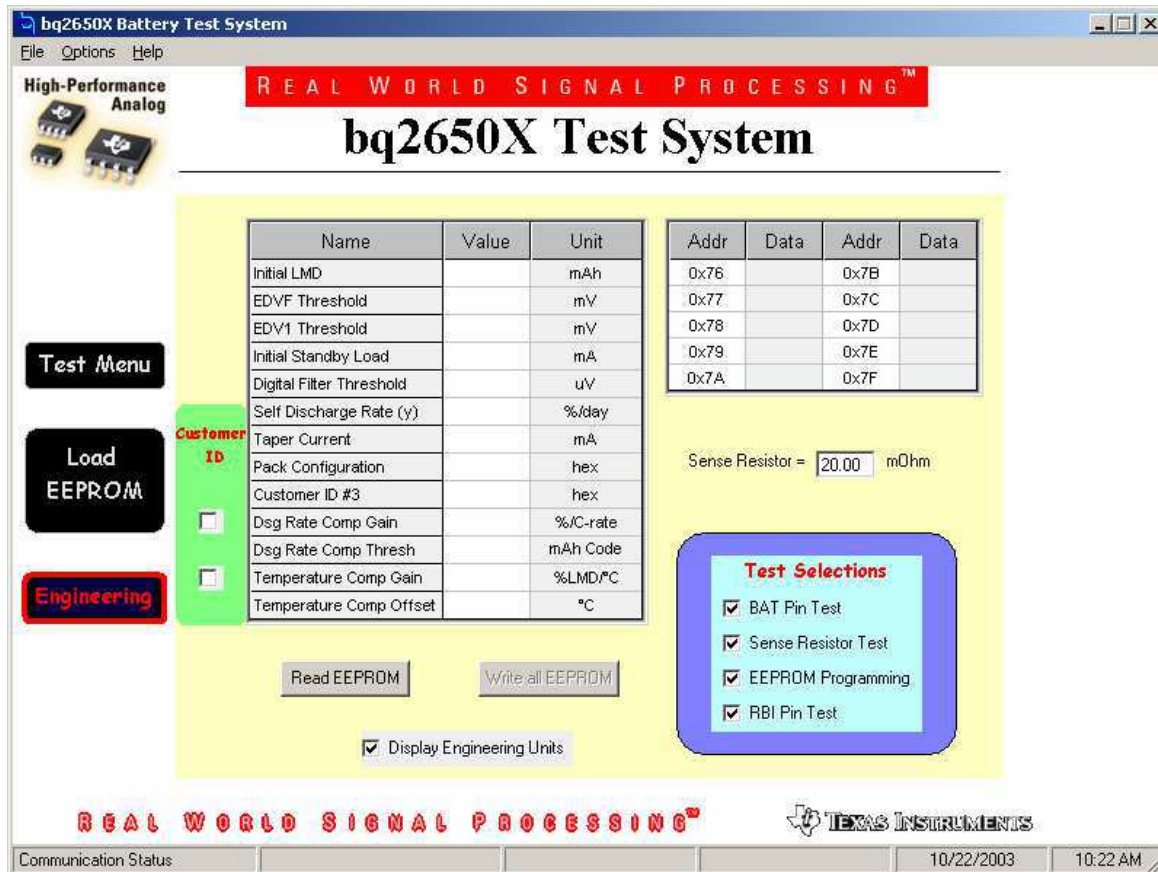 bq2650X Battery Test System
File Options Help
High-Performance
Analog
REAL WORLD SIGNAL PROCESSING™
bq2650X Test System
Name Value Unit
Initial LMD mAh
EDVF Threshold mV
EDV1 Threshold mV
Initial Standby Load mA
Digital Filter Threshold uV
Self Discharge Rate (y) %/day
Taper Current mA
Pack Configuration hex
Customer ID #3 hex
Dsg Rate Comp Gain %/C-rate
Dsg Rate Comp Thresh mAh Code
Temperature Comp Gain %LMD/°C
Temperature Comp Offset °C
Addr Data Addr Data
0x76 0x7B
0x77 0x7C
0x78 0x7D
0x79 0x7E
0x7A 0x7F
Test Menu
Load
EEPROM
Engineering
Customer
ID
Sense Resistor = 20.00 mOhm
Test Selections
BAT Pin Test
Sense Resistor Test
EEPROM Programming
RBI Pin Test
Read EEPROM Write all EEPROM
Display Engineering Units
REAL WORLD SIGNAL PROCESSING™
TEXAS INSTRUMENTS
Communication Status 10/22/2003 10:22 AM